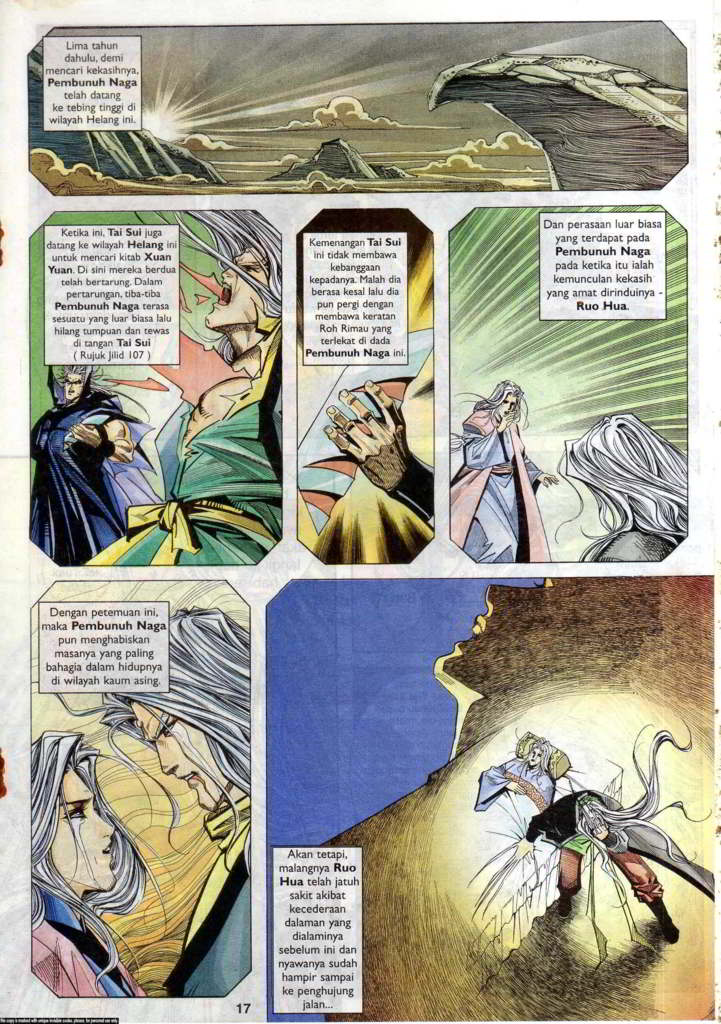 Lima tahun
dahulu, demi
mencari kekasihnya,
Pembunuh Naga
telah datang
ke tebing tinggi di
wilayah Helang ini.
Ketika ini, Tai Sui juga
datang ke wilayah Helang ini
untuk mencari kitab Xuan
Yuan. Di sini mereka berdua
telah bertarung. Dalam
pertarungan, tiba-tiba
Pembunuh Naga terasa
sesuatu yang luar biasa lalu
hilang tumpuan dan tewas
di tangan Tai Sui
( Rujuk Jilid 107 )
Kemenangan Tai Sui
ini tidak membawa
kebanggaan
kepadanya. Malah dia
berasa kesal lalu dia
pun pergi dengan
membawa keratan
Roh Rimau yang
terlekat di dada
Pembunuh Naga ini.
Dan perasaan luar biasa
yang terdapat pada
Pembunuh Naga
pada ketika itu ialah
kemunculan kekasih
yang amat dirinduinya -
Ruo Hua.
Dengan petemuan ini,
maka Pembunuh Naga
pun menghabiskan
masanya yang paling
bahagia dalam hidupnya
di wilayah kaum asing.
Akan tetapi,
malangnya Ruo
Hua telah jatuh
sakit akibat
kecederaan
dalaman yang
dialaminya
sebelum ini dan
nyawanya sudah
hampir sampai
ke penghujung
jalan...
17